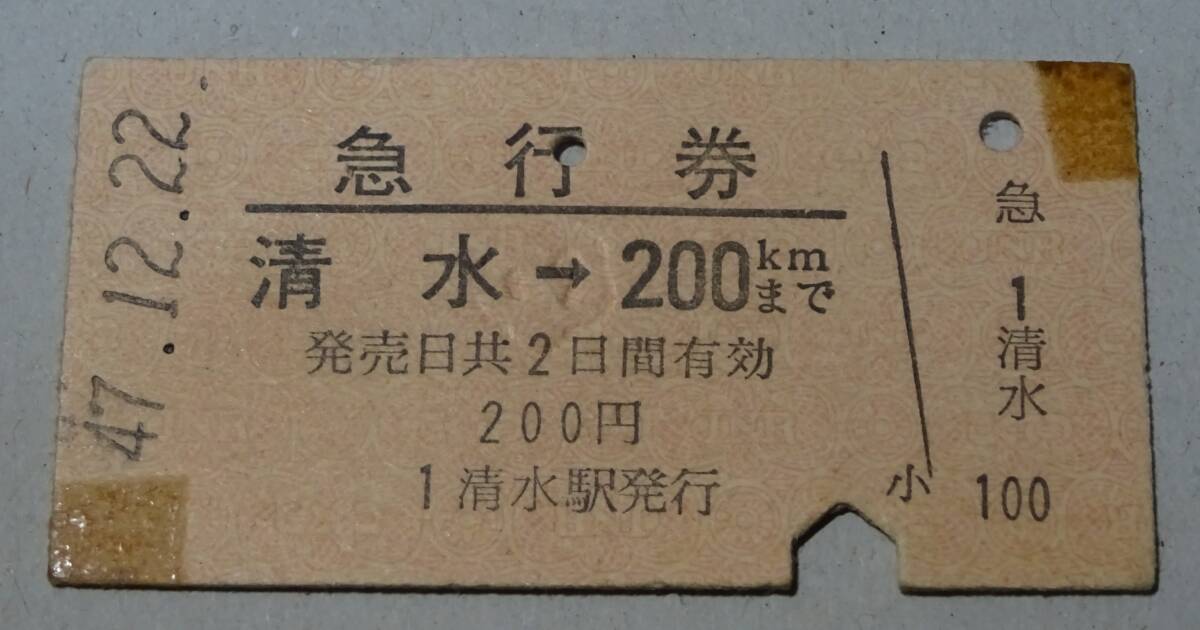 47.12.22
急行券
清水→200kmまで
発売日共2日間有効
200円
1清水駅発行
急
1
清水
小 100